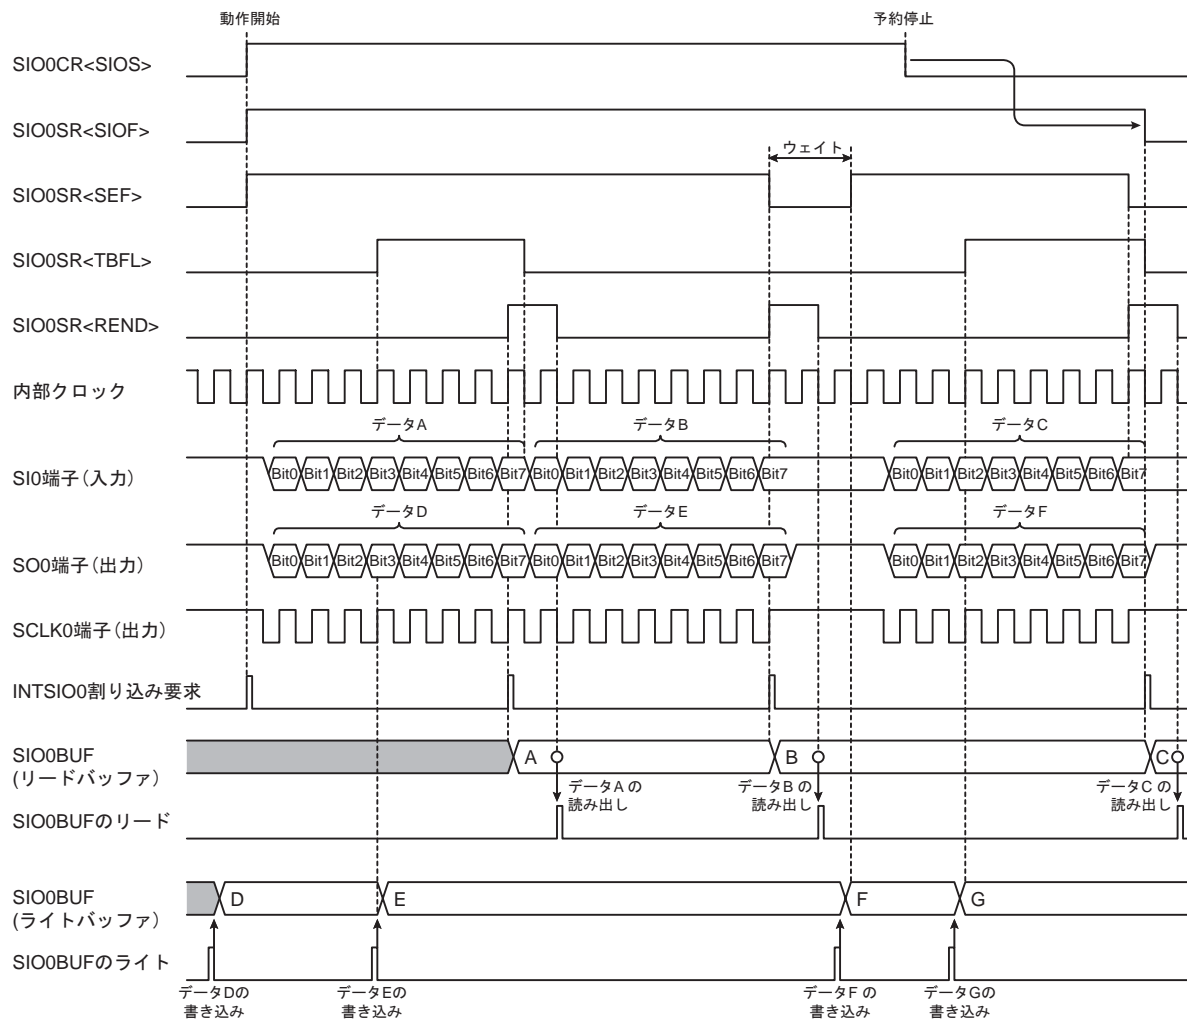 動作開始
予約停止
SIO0CR<SIOS>
SIO0SR<SIOF>
ウェイト
SIO0SR<SEF>
SIO0SR<TBFL>
SIO0SR<REND>
内部クロック
データA
データB
データC
SI0端子(入力)
Bit0 Bit1 Bit2 Bit3 Bit4 Bit5 Bit6 Bit7 Bit0 Bit1 Bit2 Bit3 Bit4 Bit5 Bit6 Bit7
Bit0 Bit1 Bit2 Bit3 Bit4 Bit5 Bit6 Bit7
データD
データE
データF
SO0端子(出力)
Bit0 Bit1 Bit2 Bit3 Bit4 Bit5 Bit6 Bit7 Bit0 Bit1 Bit2 Bit3 Bit4 Bit5 Bit6 Bit7
Bit0 Bit1 Bit2 Bit3 Bit4 Bit5 Bit6 Bit7
SCLK0端子(出力)
INTSIO0割り込み要求
SIO0BUF
(リードバッファ)
A
B
C
データA の
読み出し
データB の
読み出し
データC の
読み出し
SIO0BUFのリード
SIO0BUF
(ライトバッファ)
D
E
F
G
SIO0BUFのライト
データDの
書き込み
データEの
書き込み
データF の
書き込み
データGの
書き込み